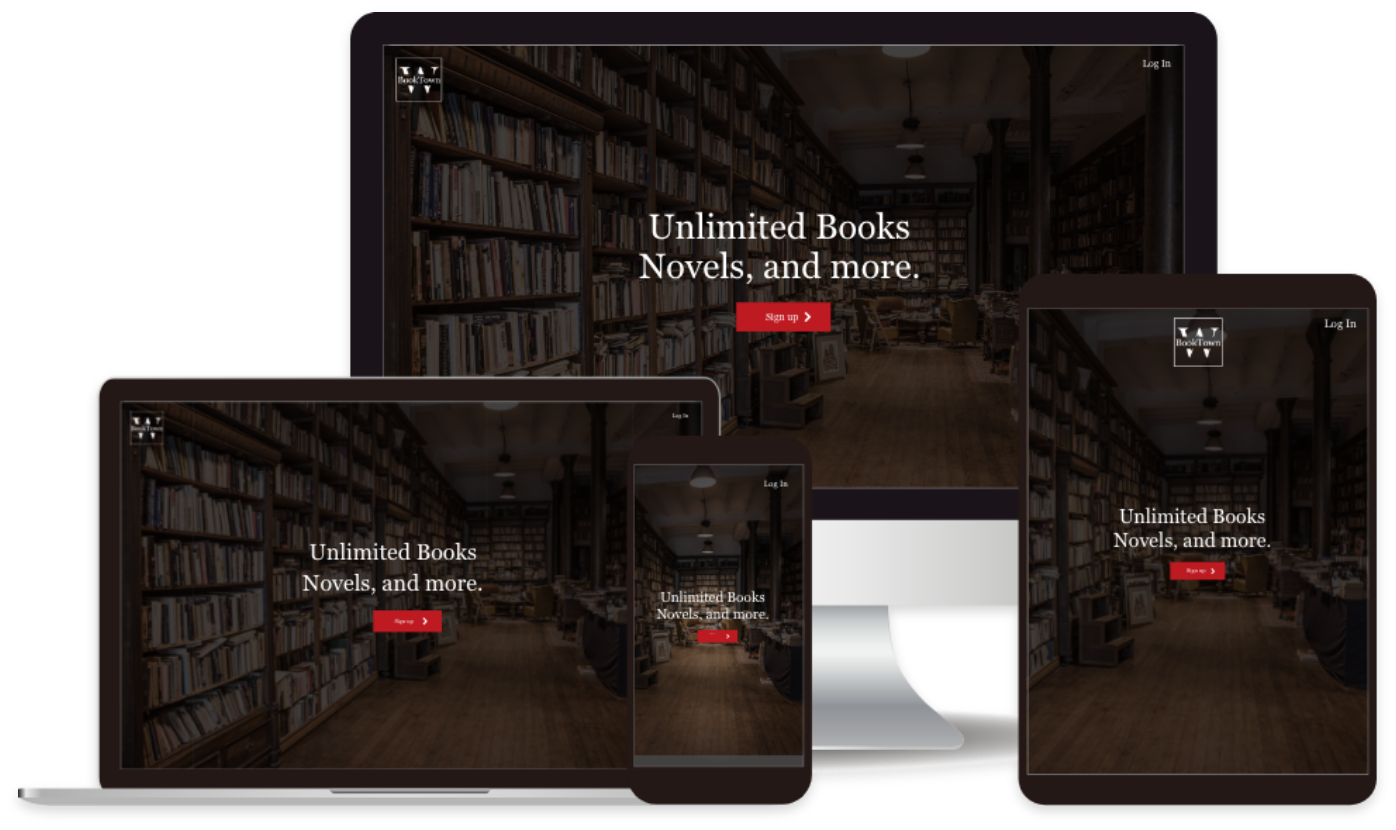 BookTown
Log In
Unlimited Books
Novels, and more.
Sign up
BookTown
Log In
Unlimited Books
Novels, and more.
Sign up
Log In
Unlimited Books
Novels, and more.
BookTown
Log In
Unlimited Books
Novels, and more.
Sign up